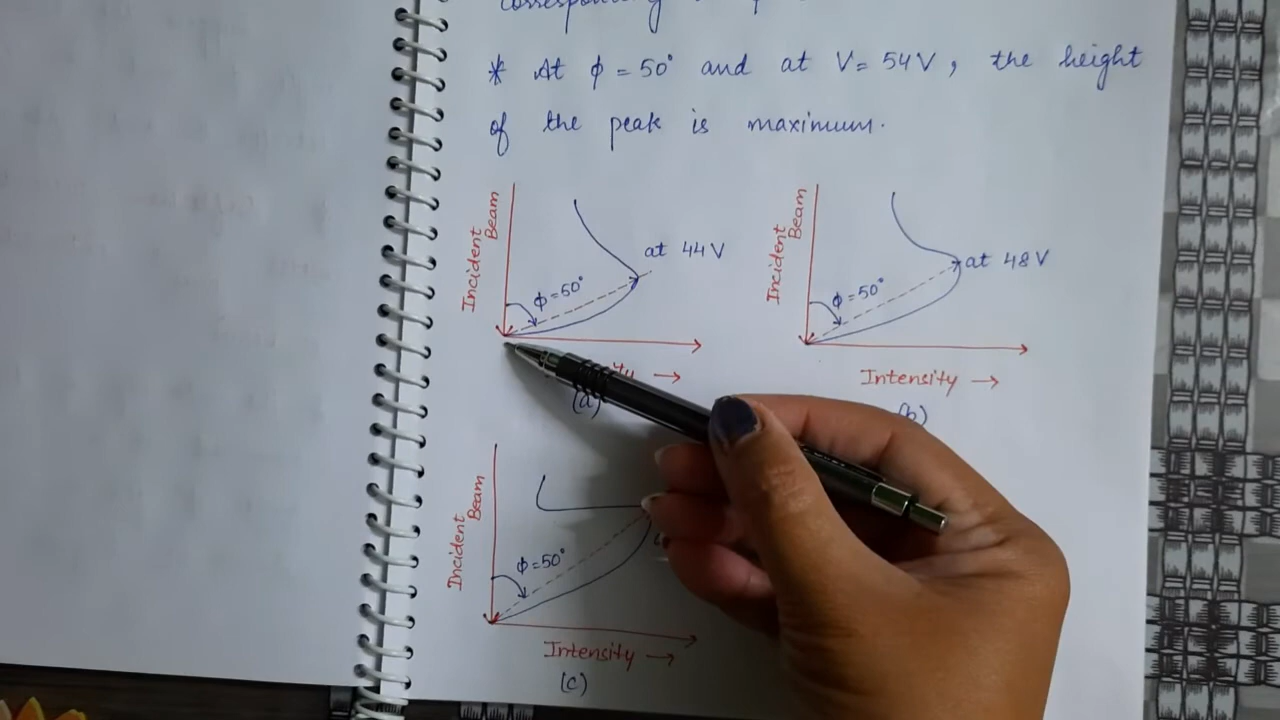 * At φ = 50° and at V = 54V, the height
of the peak is maximum.
Incident Beam
φ = 50°
at 44V
→
(a)
Incident Beam
φ = 50°
at 48V
Intensity →
(b)
Incident Beam
φ = 50°
Intensity →
(c)